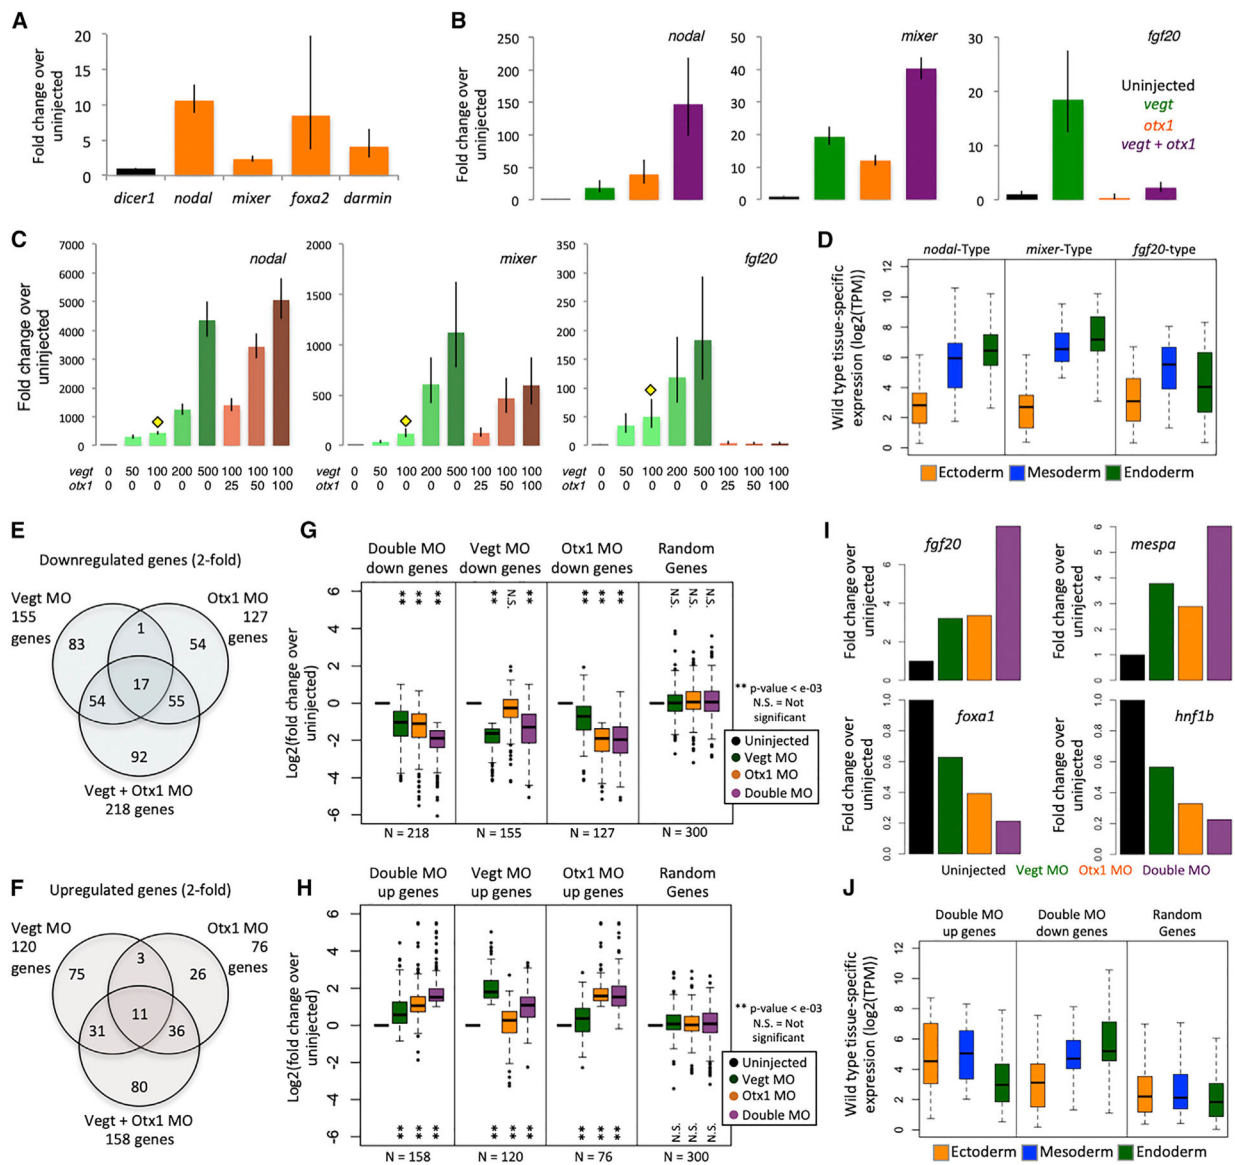 A
Fold change over
uninjected
20
15
10
5
0
dicer1 nodal mixer foxa2 darmin
B
Fold change over
uninjected
250
200
150
100
50
0
nodal
50
40
30
20
10
0
mixer
30
20
10
0
fgf20
Uninjected
vegt
otx1
vegt + otx1
C
Fold change over
uninjected
7000
6000
5000
4000
3000
2000
1000
0
nodal
2000
1500
1000
500
0
mixer
350
300
250
200
150
100
50
0
fgf20
vegt 0 50 100 200 500 100 100 100 0 50 100 200 500 100 100 100 0 50 100 200 500 100 100 100
otx1 0 0 0 0 0 25 50 100 0 0 0 0 0 25 50 100 0 0 0 0 0 25 50 100
D
Wild type tissue-specific
expression (log2(TPM))
nodal-Type mixer-Type fgf20-type
12
10
8
6
4
2
0
Ectoderm Mesoderm Endoderm
E
Downregulated genes (2-fold)
Vegt MO
155
genes
Otx1 MO
127
genes
83
1
54
17
54
55
92
Vegt + Otx1 MO
218 genes
F
Upregulated genes (2-fold)
Vegt MO
120
genes
Otx1 MO
76
genes
75
3
26
11
31
36
80
Vegt + Otx1 MO
158 genes
G
Double MO
down genes
Vegt MO
down genes
Otx1 MO
down genes
Random
Genes
Log2(fold change over
uninjected)
6
4
2
0
-2
-4
-6
** ** ** ** N.S. ** ** ** ** N.S. N.S. N.S.
N = 218 N = 155 N = 127 N = 300
** p-value < e-03
N.S. = Not
significant
Uninjected
Vegt MO
Otx1 MO
Double MO
H
Double MO
up genes
Vegt MO
up genes
Otx1 MO
up genes
Random
Genes
Log2(fold change over
uninjected)
6
4
2
0
-2
-4
-6
** ** ** ** ** ** ** ** ** N.S. N.S. N.S.
N = 158 N = 120 N = 76 N = 300
** p-value < e-03
N.S. = Not
significant
Uninjected
Vegt MO
Otx1 MO
Double MO
I
Fold change over
uninjected
6
4
2
0
fgf20
Fold change over
uninjected
6
5
4
3
2
1
0
mespa
Fold change over
uninjected
1.0
0.8
0.6
0.4
0.2
0.0
foxa1
Fold change over
uninjected
1.0
0.8
0.6
0.4
0.2
0.0
hnf1b
Uninjected Vegt MO Otx1 MO Double MO
J
Double MO
up genes
Double MO
down genes
Random
Genes
Wild type tissue-specific
expression (log2(TPM))
12
10
8
6
4
2
0
Ectoderm Mesoderm Endoderm